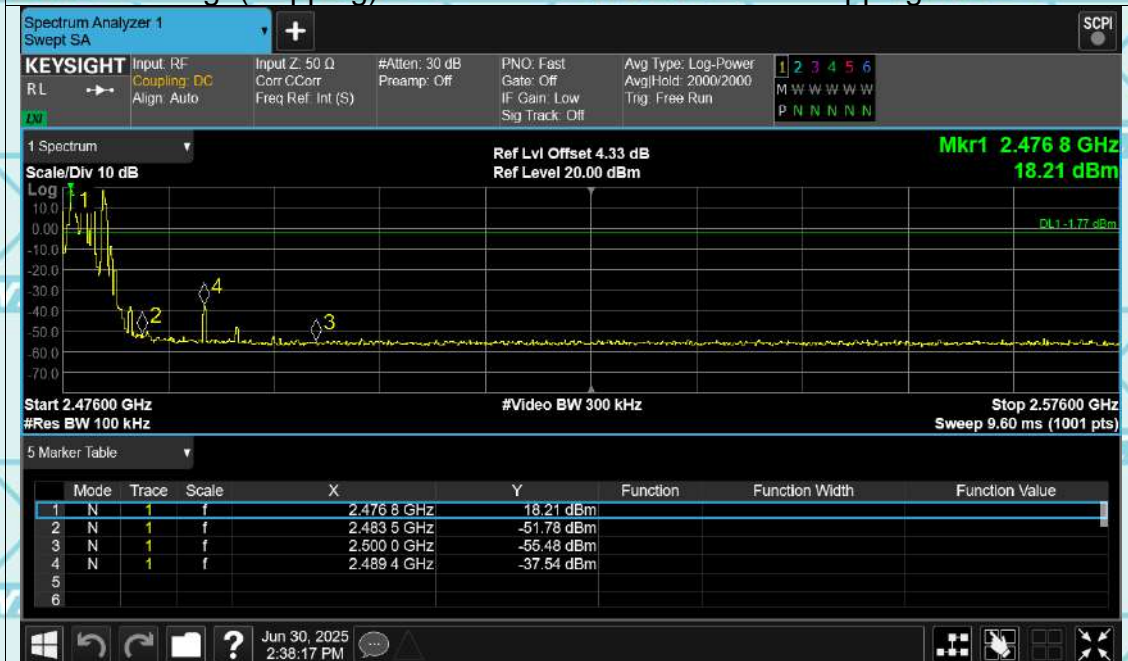 Spectrum Analyzer 1
Swept SA
+
SCPI
KEYSIGHT
RL
LXI
Input: RF
Coupling: DC
Align: Auto
Input Z: 50 Ω
Corr CCorr
Freq Ref: Int (S)
#Atten: 30 dB
Preamp: Off
PNO: Fast
Gate: Off
IF Gain: Low
Sig Track: Off
Avg Type: Log-Power
Avg|Hold: 2000/2000
Trig: Free Run
1 2 3 4 5 6
M W W W W W
P N N N N N
1 Spectrum
Scale/Div 10 dB
Ref Lvl Offset 4.33 dB
Ref Level 20.00 dBm
Mkr1 2.476 8 GHz
18.21 dBm
Log
10.0
0.00
-10.0
-20.0
-30.0
-40.0
-50.0
-60.0
-70.0
1
2
4
3
DL1 -1.77 dBm
Start 2.47600 GHz
#Res BW 100 kHz
#Video BW 300 kHz
Stop 2.57600 GHz
Sweep 9.60 ms (1001 pts)
5 Marker Table
Mode Trace Scale X Y Function Function Width Function Value
1 N 1 f 2.476 8 GHz 18.21 dBm
2 N 1 f 2.483 5 GHz -51.78 dBm
3 N 1 f 2.500 0 GHz -55.48 dBm
4 N 1 f 2.489 4 GHz -37.54 dBm
5
6
?
Jun 30, 2025
2:38:17 PM